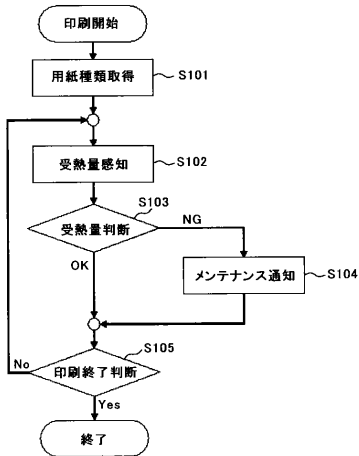 印刷開始
用紙種類取得
S101
受熱量感知
S102
S103
受熱量判断
NG
OK
メンテナンス通知
S104
S105
No
印刷終了判断
Yes
終了